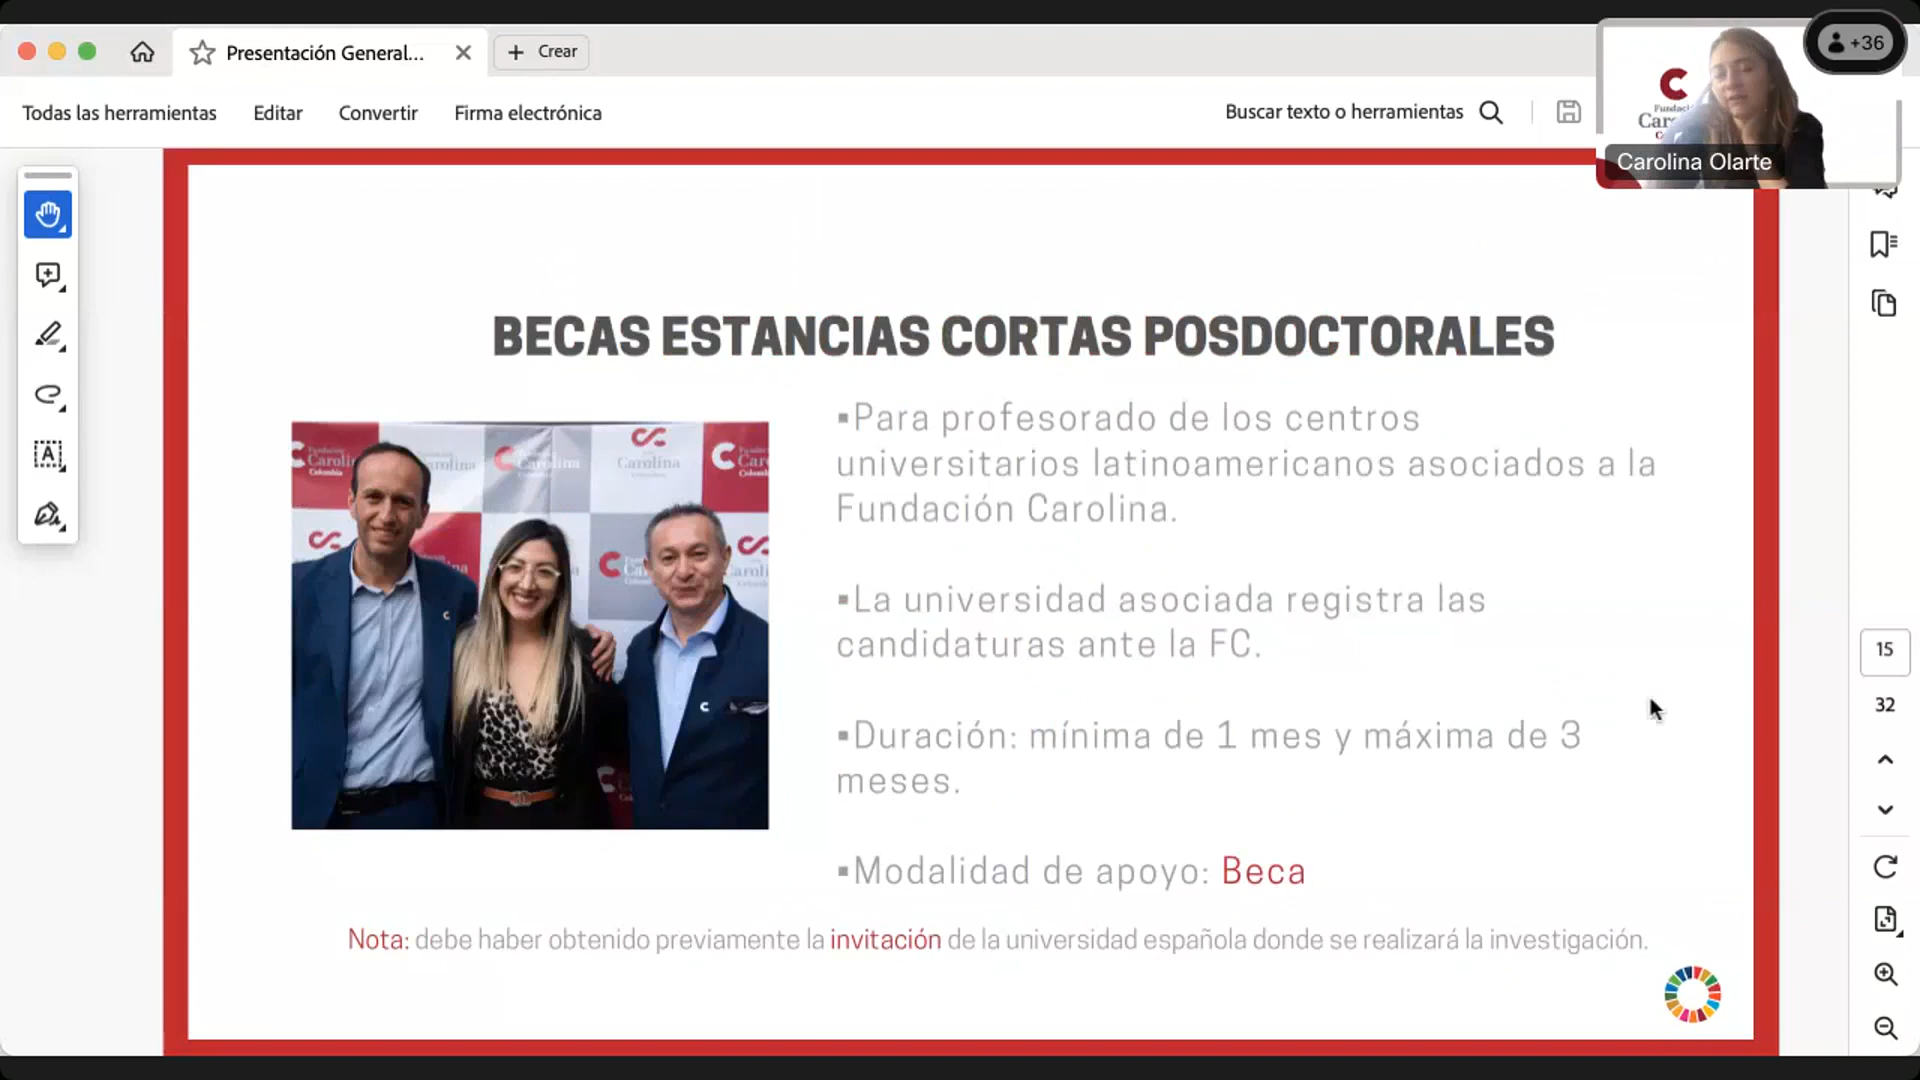 Presentación General...
Crear
+36
Todas las herramientas
Editar
Convertir
Firma electrónica
Buscar texto o herramientas
Carolina Olarte
BECAS ESTANCIAS CORTAS POSDOCTORALES
▪Para profesorado de los centros
universitarios latinoamericanos asociados a la
Fundación Carolina.
▪La universidad asociada registra las
candidaturas ante la FC.
▪Duración: mínima de 1 mes y máxima de 3
meses.
▪Modalidad de apoyo: Beca
Nota: debe haber obtenido previamente la invitación de la universidad española donde se realizará la investigación.
Carolina
Colombia
15
32